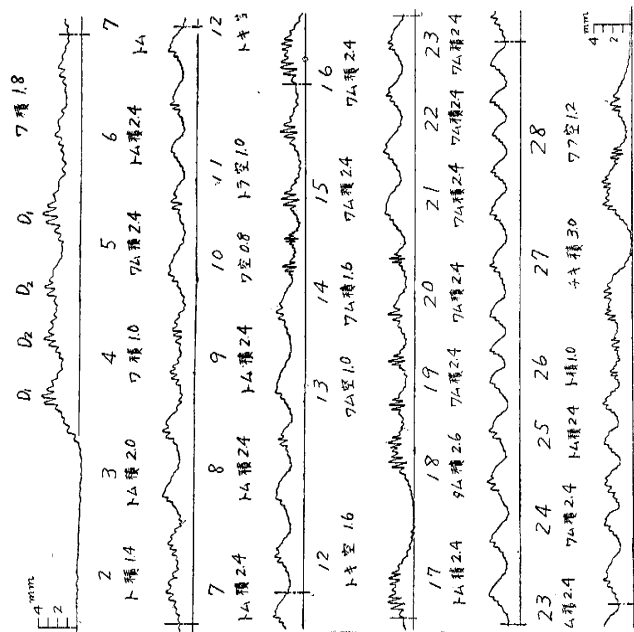 mm
4
2
D₁ D₂ D₂ D₁
ワ積1.8
2 3 4 5 6 7
ト積1.4 トム積2.0 ワ積1.0 ワム積2.4 トム積2.4 トム
7 8 9 10 11 12
トム積2.4 トム積2.4 トム積2.4 ワ空0.8 トラ空1.0 トキ空
12 13 14 15 16
トキ空1.6 ワム空1.0 ワム積1.6 ワム積2.4 ワム積2.4
17 18 19 20 21 22 23
トム積2.4 タム積2.6 ワム積2.4 ワム積2.4 ワム積2.4 ワム積2.4 ワム積2.4
23 24 25 26 27 28
ム積2.4 ワム積2.4 トム積2.4 ト積1.0 チキ積3.0 ワフ空1.2
mm
4
2